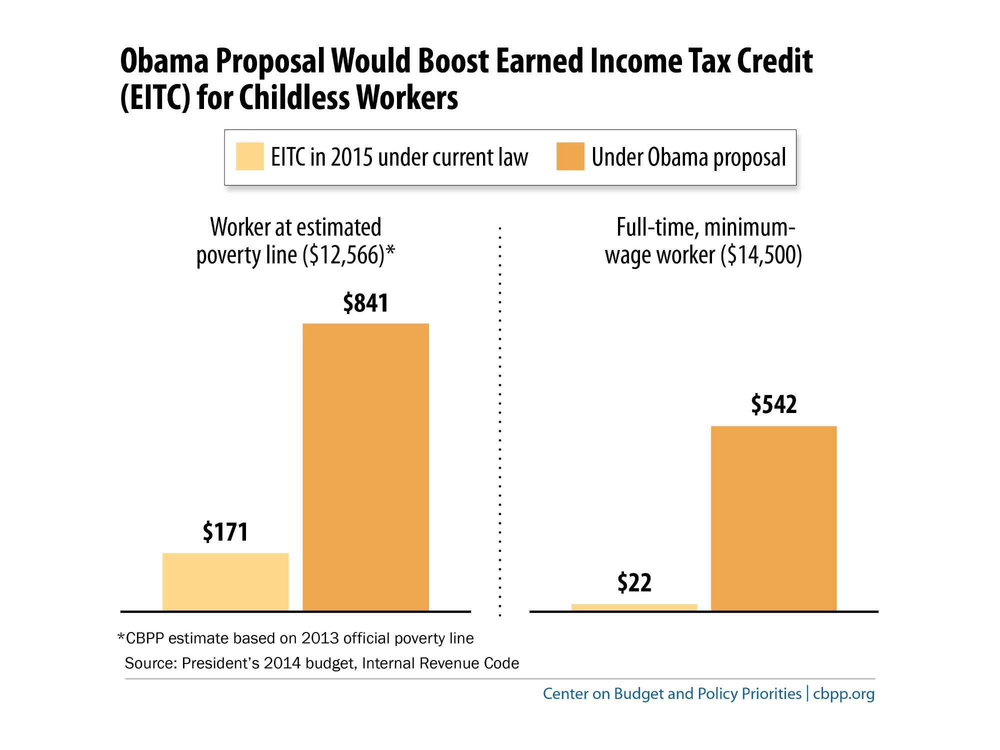 Obama Proposal Would Boost Earned Income Tax Credit
(EITC) for Childless Workers
EITC in 2015 under current law
Under Obama proposal
Worker at estimated
poverty line ($12,566)*
$841
$171
Full-time, minimum-
wage worker ($14,500)
$542
$22
*CBPP estimate based on 2013 official poverty line
Source: President’s 2014 budget, Internal Revenue Code
Center on Budget and Policy Priorities | cbpp.org